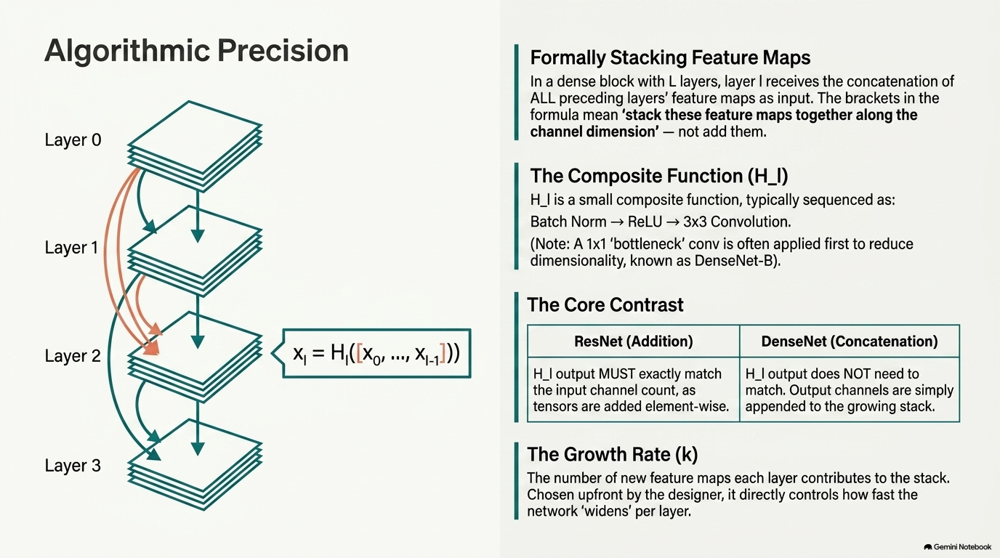 Algorithmic Precision
Layer 0
Layer 1
Layer 2
Layer 3
xₗ = Hₗ([x₀, ..., xₗ₋₁]))
Formally Stacking Feature Maps
In a dense block with L layers, layer l receives the concatenation of
ALL preceding layers’ feature maps as input. The brackets in the
formula mean ‘stack these feature maps together along the
channel dimension’ — not add them.
The Composite Function (H_l)
H_l is a small composite function, typically sequenced as:
Batch Norm → ReLU → 3x3 Convolution.
(Note: A 1x1 ‘bottleneck’ conv is often applied first to reduce
dimensionality, known as DenseNet-B).
The Core Contrast
ResNet (Addition)
H_l output MUST exactly match
the input channel count, as
tensors are added element-wise.
DenseNet (Concatenation)
H_l output does NOT need to
match. Output channels are simply
appended to the growing stack.
The Growth Rate (k)
The number of new feature maps each layer contributes to the stack.
Chosen upfront by the designer, it directly controls how fast the
network ‘widens’ per layer.
Gemini Notebook